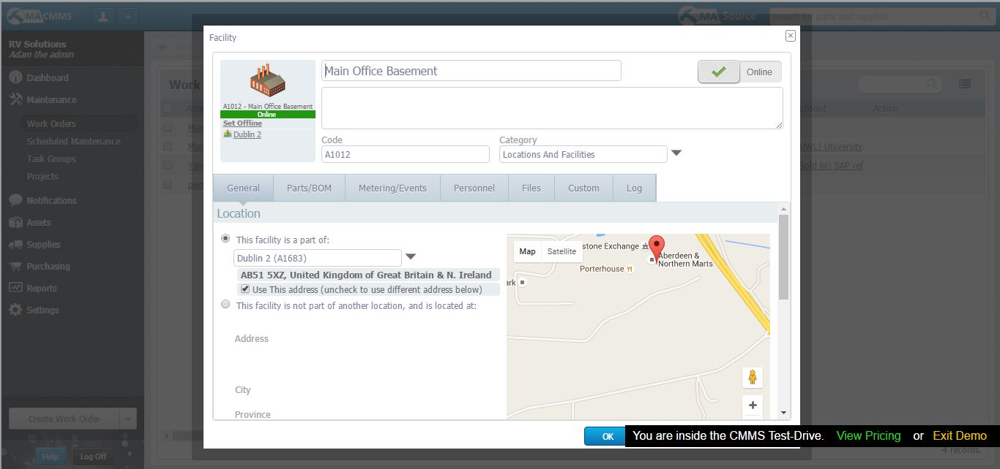 MA CMMS
+
MA Source
Search for parts and supplies
RV Solutions
Adam the admin
Dashboard
Maintenance
Work Orders
Scheduled Maintenance
Task Groups
Projects
Notifications
Assets
Supplies
Purchasing
Reports
Settings
Create Work Order
Help
Log Off
Back
Work
Asse
Mai
Mai
Yale
pum
ccount
Action
UWL) University..
Sold to) SAP ref
4 records.
Facility
A1012 - Main Office Basement
Online
Set Offline
Dublin 2
Main Office Basement
Online
Code
A1012
Category
Locations And Facilities
General
Parts/BOM
Metering/Events
Personnel
Files
Custom
Log
Location
This facility is a part of:
Dublin 2 (A1683)
AB51 5XZ, United Kingdom of Great Britain & N. Ireland
Use This address (uncheck to use different address below)
This facility is not part of another location, and is located at:
Address
City
Province
Map
Satellite
stone Exchange
Aberdeen &
Northern Marts
Porterhouse
ark
+
OK
You are inside the CMMS Test-Drive. View Pricing or Exit Demo